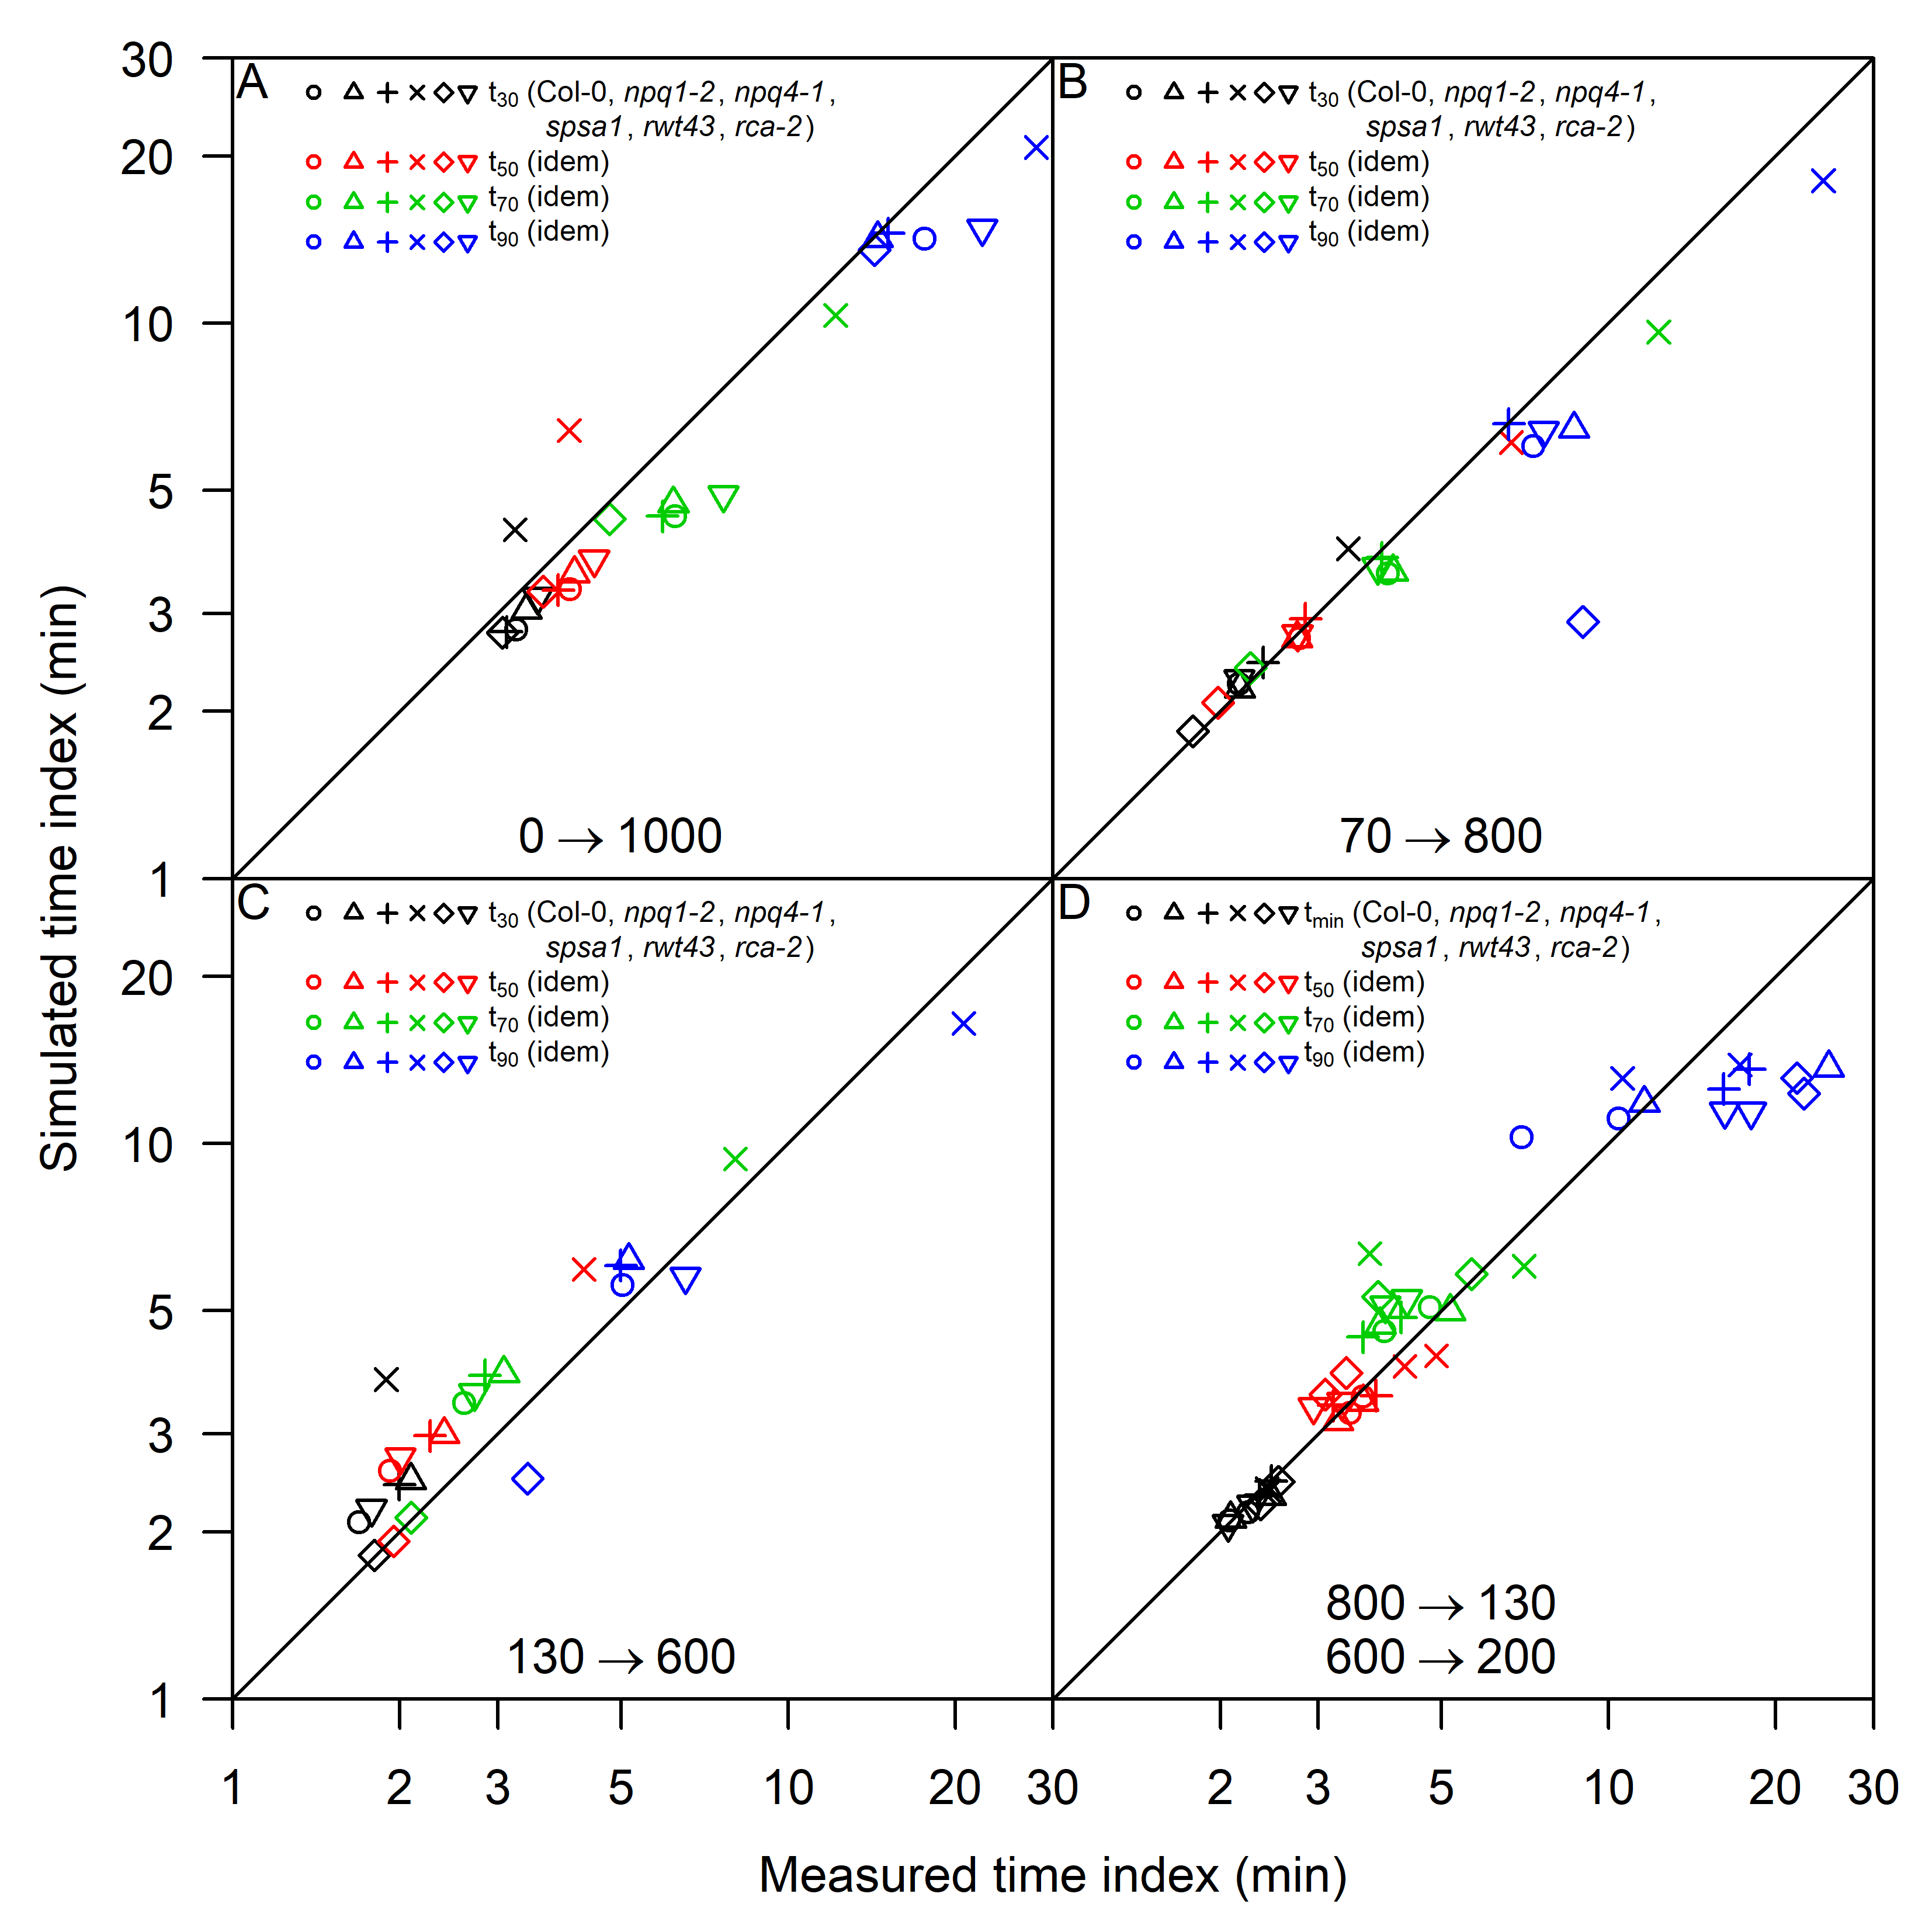 A
t30 (Col-0, npq1-2, npq4-1,
spsa1, rwt43, rca-2)
t50 (idem)
t70 (idem)
t90 (idem)
0 → 1000
B
t30 (Col-0, npq1-2, npq4-1,
spsa1, rwt43, rca-2)
t50 (idem)
t70 (idem)
t90 (idem)
70 → 800
C
t30 (Col-0, npq1-2, npq4-1,
spsa1, rwt43, rca-2)
t50 (idem)
t70 (idem)
t90 (idem)
130 → 600
D
tmin (Col-0, npq1-2, npq4-1,
spsa1, rwt43, rca-2)
t50 (idem)
t70 (idem)
t90 (idem)
800 → 130
600 → 200
30
20
10
5
3
2
1
20
10
5
3
2
1
Simulated time index (min)
1 2 3 5 10 20 30 2 3 5 10 20 30
Measured time index (min)